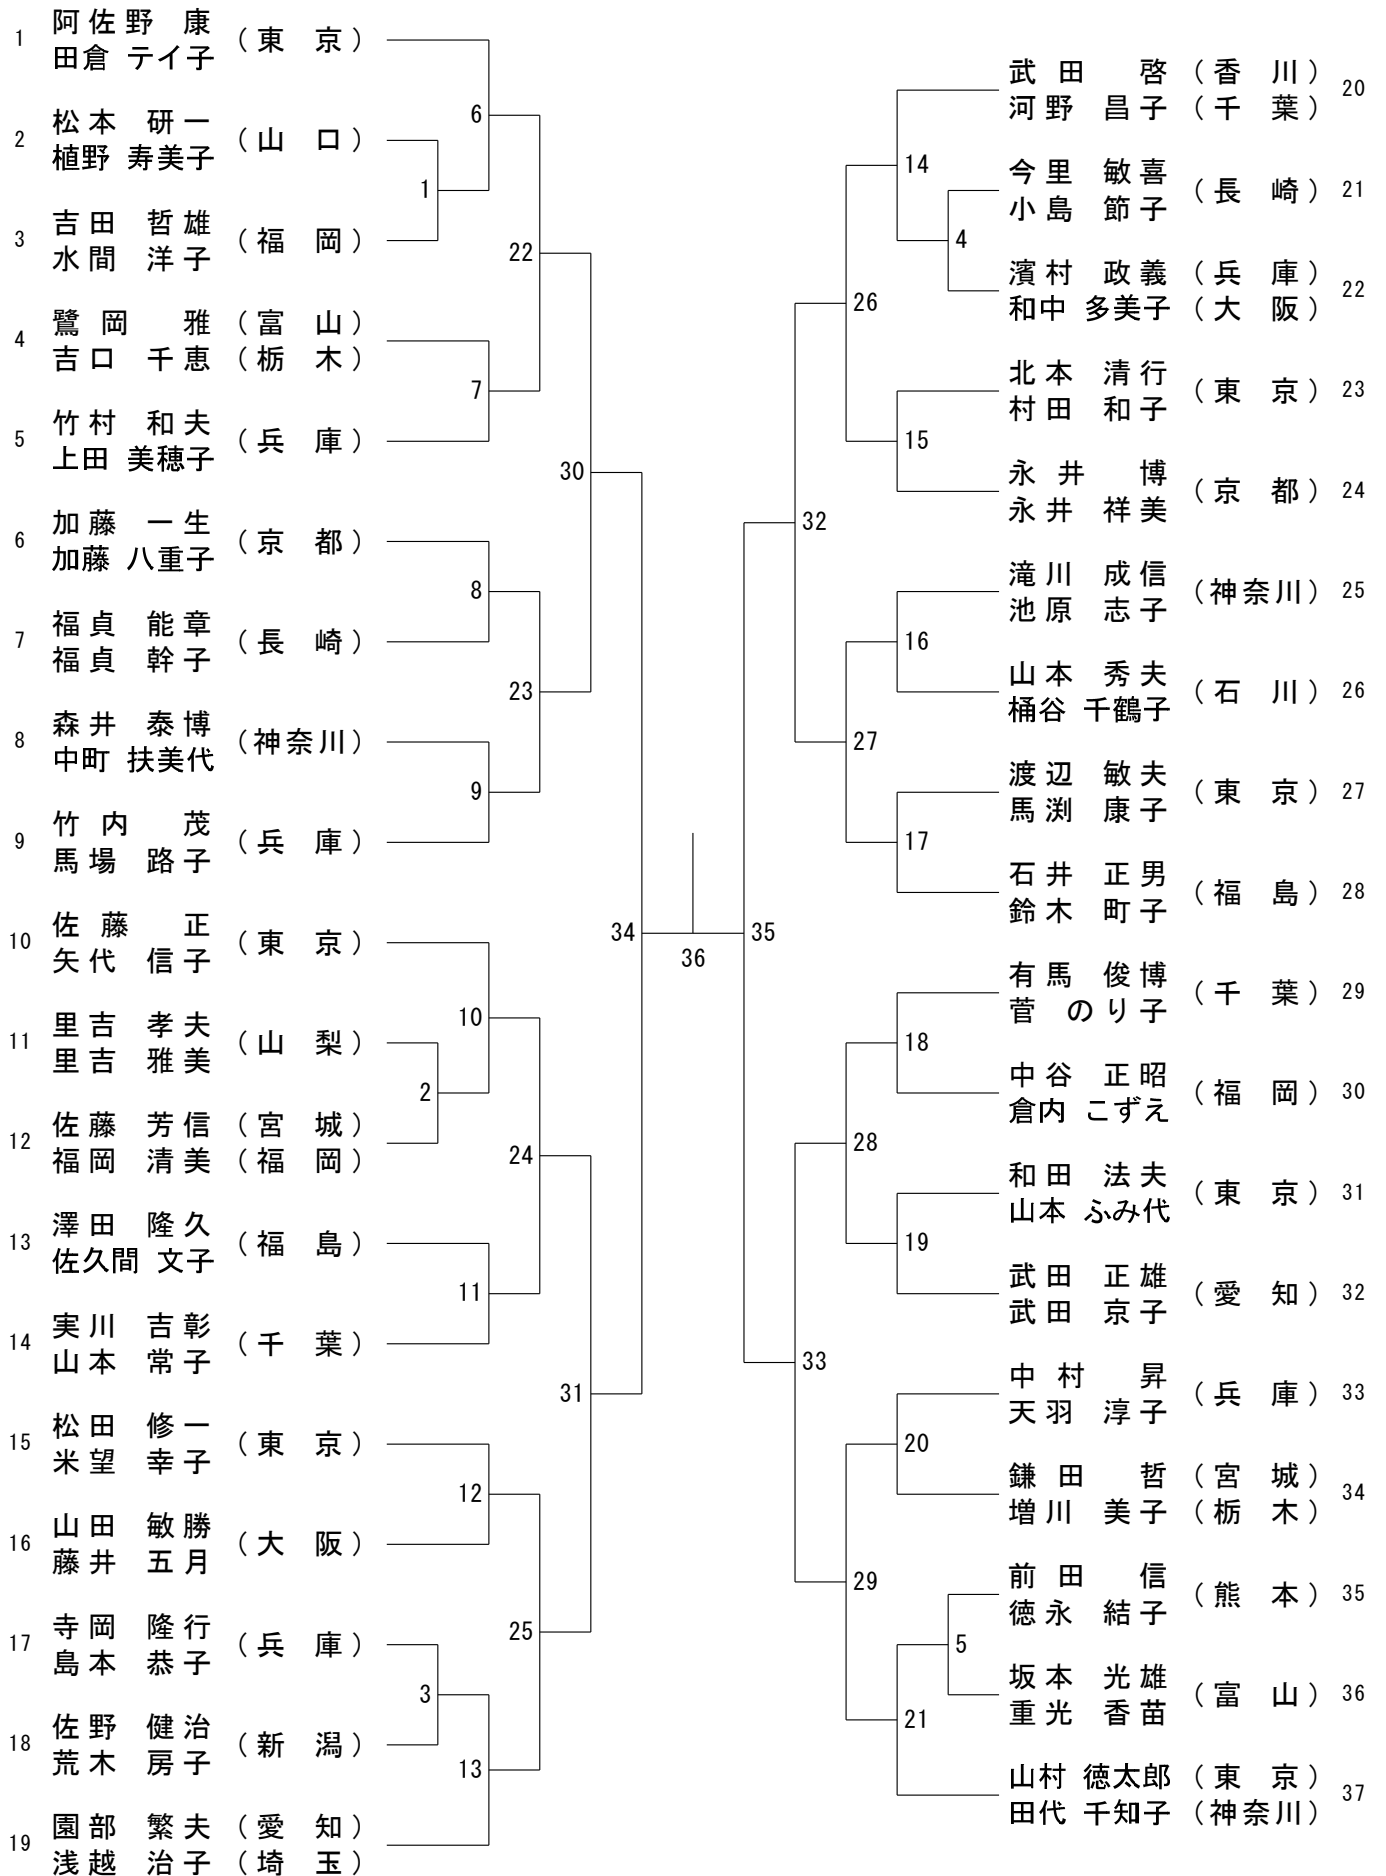 1 阿佐野 康 (東 京)
田倉 テイ子
2 松本 研一 (山 口)
植野 寿美子
3 吉田 哲雄 (福 岡)
水間 洋子
4 鷺岡 雅 (富 山)
吉口 千恵 (栃 木)
5 竹村 和夫 (兵 庫)
上田 美穂子
6 加藤 一生 (京 都)
加藤 八重子
7 福貞 能章 (長 崎)
福貞 幹子
8 森井 泰博 (神奈川)
中町 扶美代
9 竹内 茂 (兵 庫)
馬場 路子
10 佐藤 正 (東 京)
矢代 信子
11 里吉 孝夫 (山 梨)
里吉 雅美
12 佐藤 芳信 (宮 城)
福岡 清美 (福 岡)
13 澤田 隆久 (福 島)
佐久間 文子
14 実川 吉彰 (千 葉)
山本 常子
15 松田 修一 (東 京)
米望 幸子
16 山田 敏勝 (大 阪)
藤井 五月
17 寺岡 隆行 (兵 庫)
島本 恭子
18 佐野 健治 (新 潟)
荒木 房子
19 園部 繁夫 (愛 知)
浅越 治子 (埼 玉)
6
1
22
7
30
8
23
9
34
10
2
24
11
31
12
25
3
13
36
35
14
4
26
15
32
16
27
17
18
28
19
33
20
29
5
21
武田 啓 (香 川) 20
河野 昌子 (千 葉)
今里 敏喜 (長 崎) 21
小島 節子
濱村 政義 (兵 庫) 22
和中 多美子 (大 阪)
北本 清行 (東 京) 23
村田 和子
永井 博 (京 都) 24
永井 祥美
滝川 成信 (神奈川) 25
池原 志子
山本 秀夫 (石 川) 26
桶谷 千鶴子
渡辺 敏夫 (東 京) 27
馬渕 康子
石井 正男 (福 島) 28
鈴木 町子
有馬 俊博 (千 葉) 29
菅 のり子
中谷 正昭 (福 岡) 30
倉内 こずえ
和田 法夫 (東 京) 31
山本 ふみ代
武田 正雄 (愛 知) 32
武田 京子
中村 昇 (兵 庫) 33
天羽 淳子
鎌田 哲 (宮 城) 34
増川 美子 (栃 木)
前田 信 (熊 本) 35
徳永 結子
坂本 光雄 (富 山) 36
重光 香苗
山村 徳太郎 (東 京) 37
田代 千知子 (神奈川)